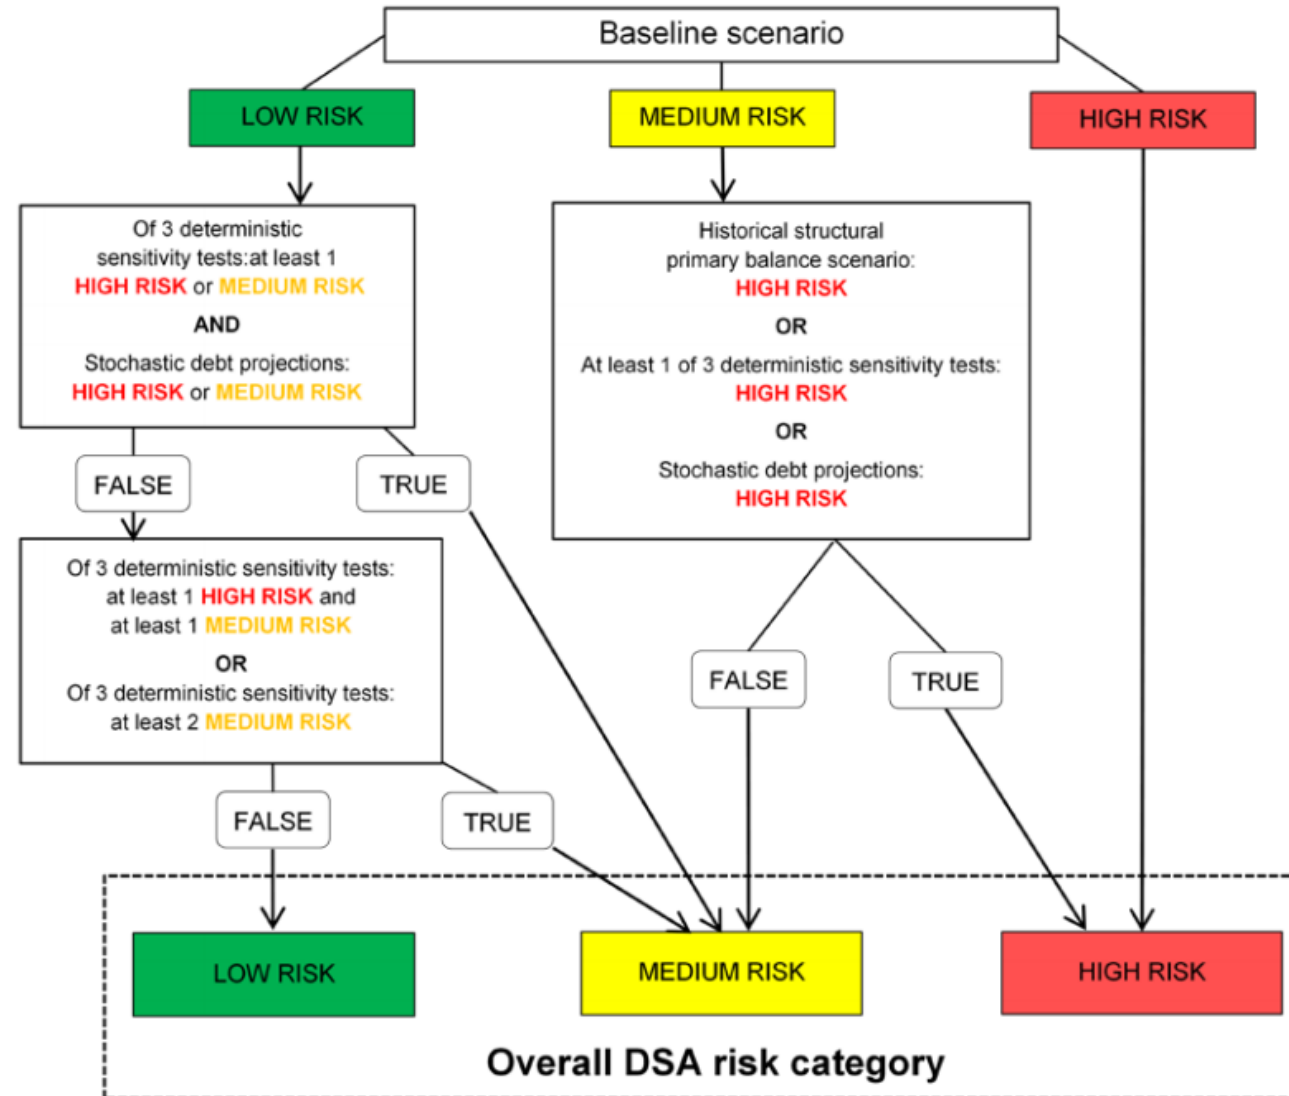 Baseline scenario
LOW RISK
MEDIUM RISK
HIGH RISK
Of 3 deterministic
sensitivity tests:at least 1
HIGH RISK or MEDIUM RISK
AND
Stochastic debt projections:
HIGH RISK or MEDIUM RISK
Historical structural
primary balance scenario:
HIGH RISK
OR
At least 1 of 3 deterministic sensitivity tests:
HIGH RISK
OR
Stochastic debt projections:
HIGH RISK
FALSE
TRUE
Of 3 deterministic sensitivity tests:
at least 1 HIGH RISK and
at least 1 MEDIUM RISK
OR
Of 3 deterministic sensitivity tests:
at least 2 MEDIUM RISK
FALSE
TRUE
FALSE
TRUE
LOW RISK
MEDIUM RISK
HIGH RISK
Overall DSA risk category